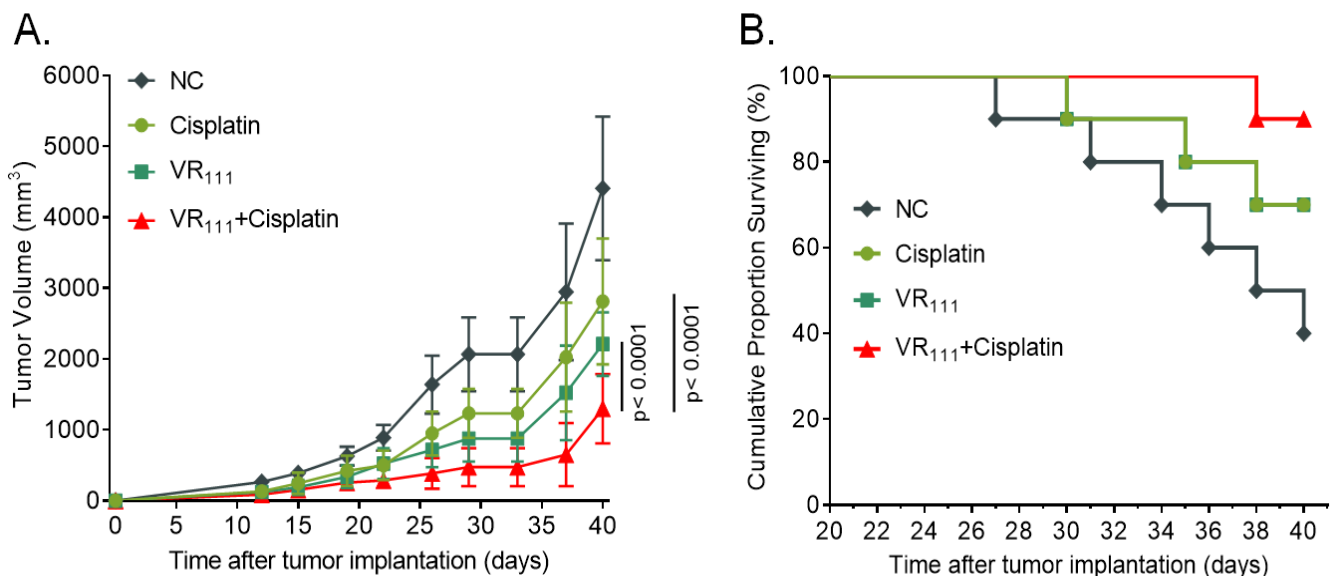 A.
Tumor Volume (mm³)
6000
5000
4000
3000
2000
1000
0
NC
Cisplatin
VR₁₁₁
VR₁₁₁+Cisplatin
p< 0.0001
p< 0.0001
0 5 10 15 20 25 30 35 40
Time after tumor implantation (days)
B.
Cumulative Proportion Surviving (%)
100
80
60
40
20
0
NC
Cisplatin
VR₁₁₁
VR₁₁₁+Cisplatin
20 22 24 26 28 30 32 34 36 38 40
Time after tumor implantation (days)